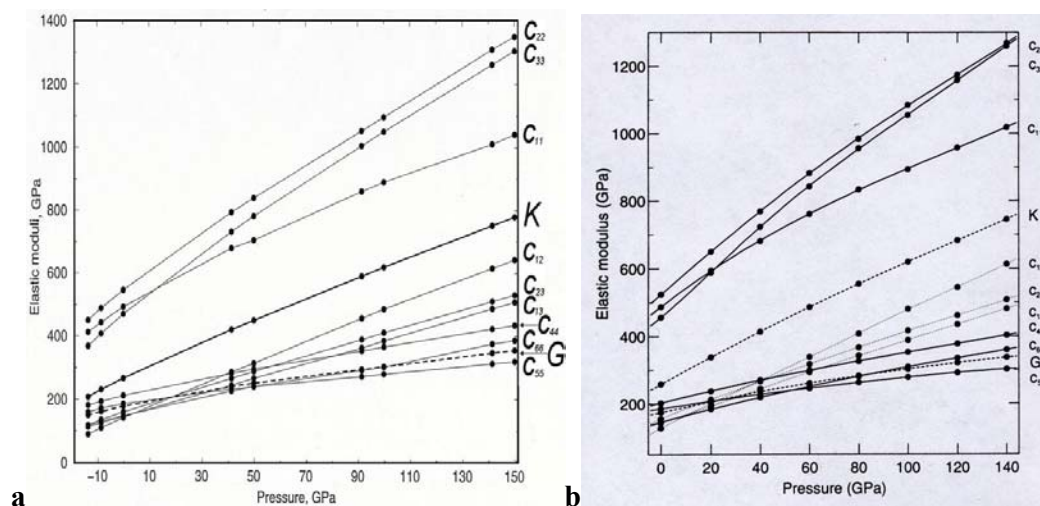 1400
1200
1000
800
600
400
200
0
Elastic moduli, GPa
−10 10 30 50 70 90 110 130 150
Pressure, GPa
C22
C33
C11
K
C12
C23
C13
C44
C66
G
C55
a
1200
1000
800
600
400
200
Elastic modulus (GPa)
0 20 40 60 80 100 120 140
Pressure (GPa)
K
G
b